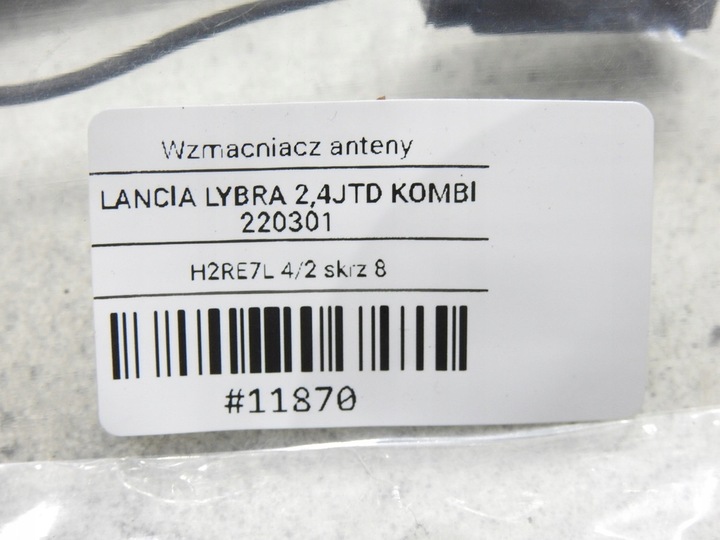 Wzmacniacz anteny
LANCIA LYBRA 2,4JTD KOMBI
220301
H2RE7L 4/2 skrz 8
#11870